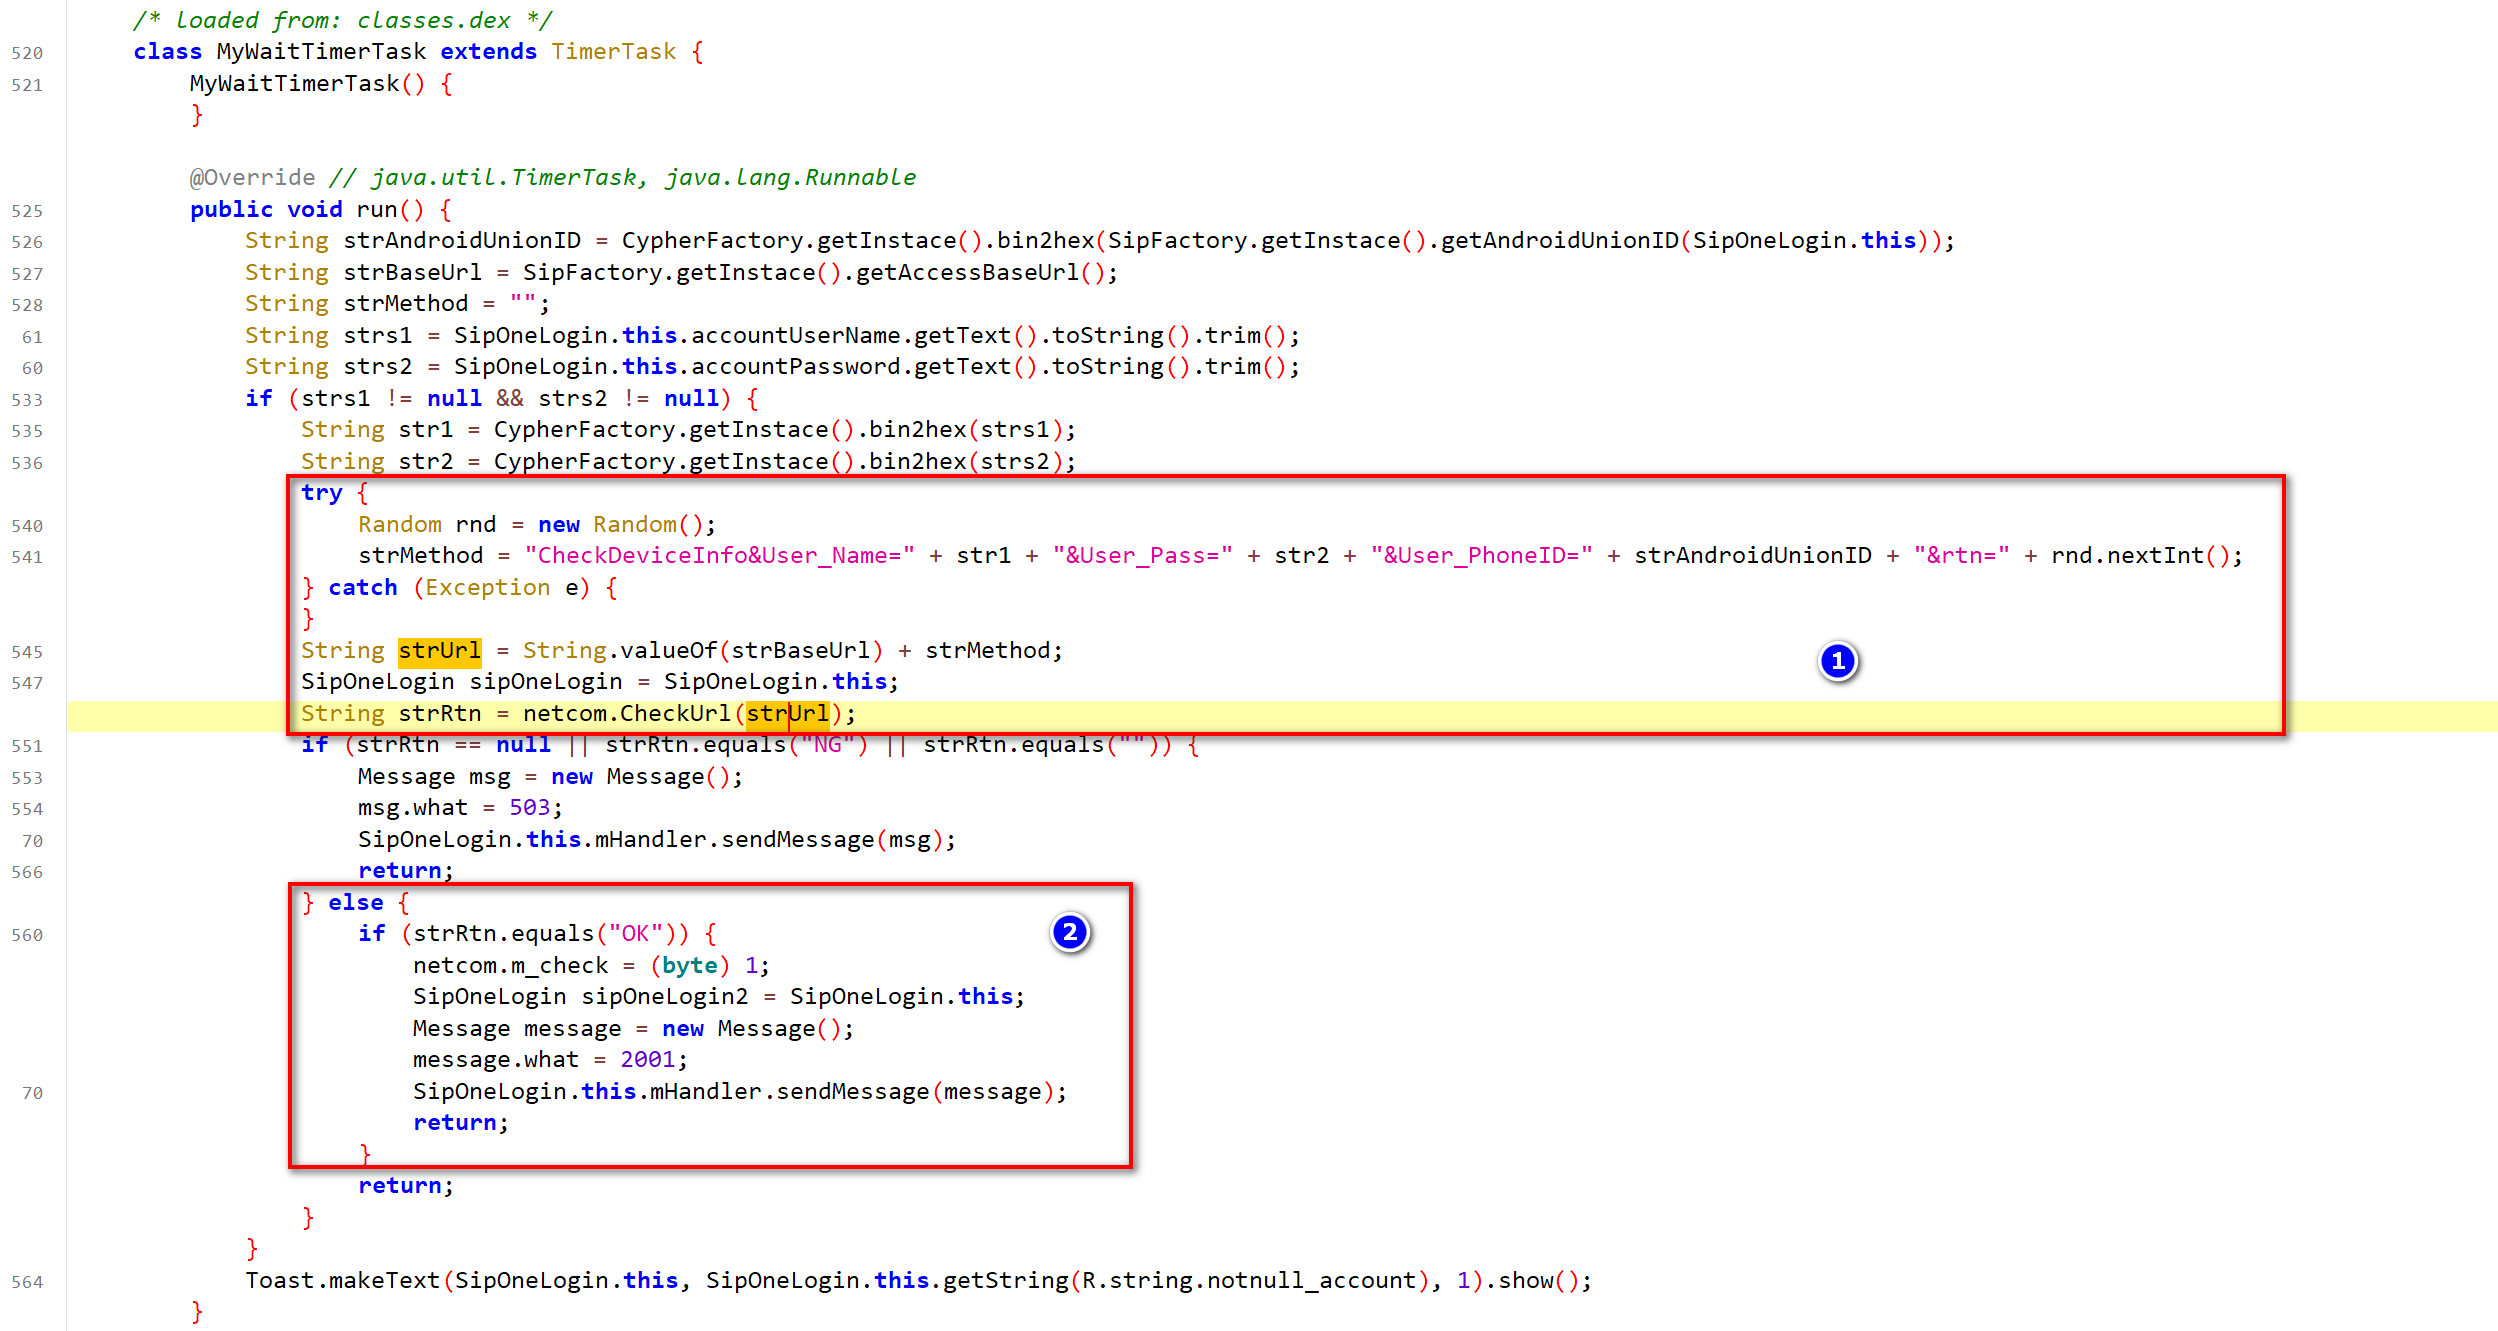 /* loaded from: classes.dex */
520 class MyWaitTimerTask extends TimerTask {
521 MyWaitTimerTask() {
}
@Override // java.util.TimerTask, java.lang.Runnable
525 public void run() {
526 String strAndroidUnionID = CypherFactory.getInstace().bin2hex(SipFactory.getInstace().getAndroidUnionID(SipOneLogin.this));
527 String strBaseUrl = SipFactory.getInstace().getAccessBaseUrl();
528 String strMethod = "";
61 String strs1 = SipOneLogin.this.accountUserName.getText().toString().trim();
60 String strs2 = SipOneLogin.this.accountPassword.getText().toString().trim();
533 if (strs1 != null && strs2 != null) {
535 String str1 = CypherFactory.getInstace().bin2hex(strs1);
536 String str2 = CypherFactory.getInstace().bin2hex(strs2);
try {
540 Random rnd = new Random();
541 strMethod = "CheckDeviceInfo&User_Name=" + str1 + "&User_Pass=" + str2 + "&User_PhoneID=" + strAndroidUnionID + "&rtn=" + rnd.nextInt();
} catch (Exception e) {
}
545 String strUrl = String.valueOf(strBaseUrl) + strMethod;
1
547 SipOneLogin sipOneLogin = SipOneLogin.this;
String strRtn = netcom.CheckUrl(strUrl);
551 if (strRtn == null || strRtn.equals("NG") || strRtn.equals("")) {
553 Message msg = new Message();
554 msg.what = 503;
70 SipOneLogin.this.mHandler.sendMessage(msg);
566 return;
} else {
560 if (strRtn.equals("OK")) {
2
netcom.m_check = (byte) 1;
SipOneLogin sipOneLogin2 = SipOneLogin.this;
Message message = new Message();
message.what = 2001;
70 SipOneLogin.this.mHandler.sendMessage(message);
return;
}
return;
}
}
564 Toast.makeText(SipOneLogin.this, SipOneLogin.this.getString(R.string.notnull_account), 1).show();
}